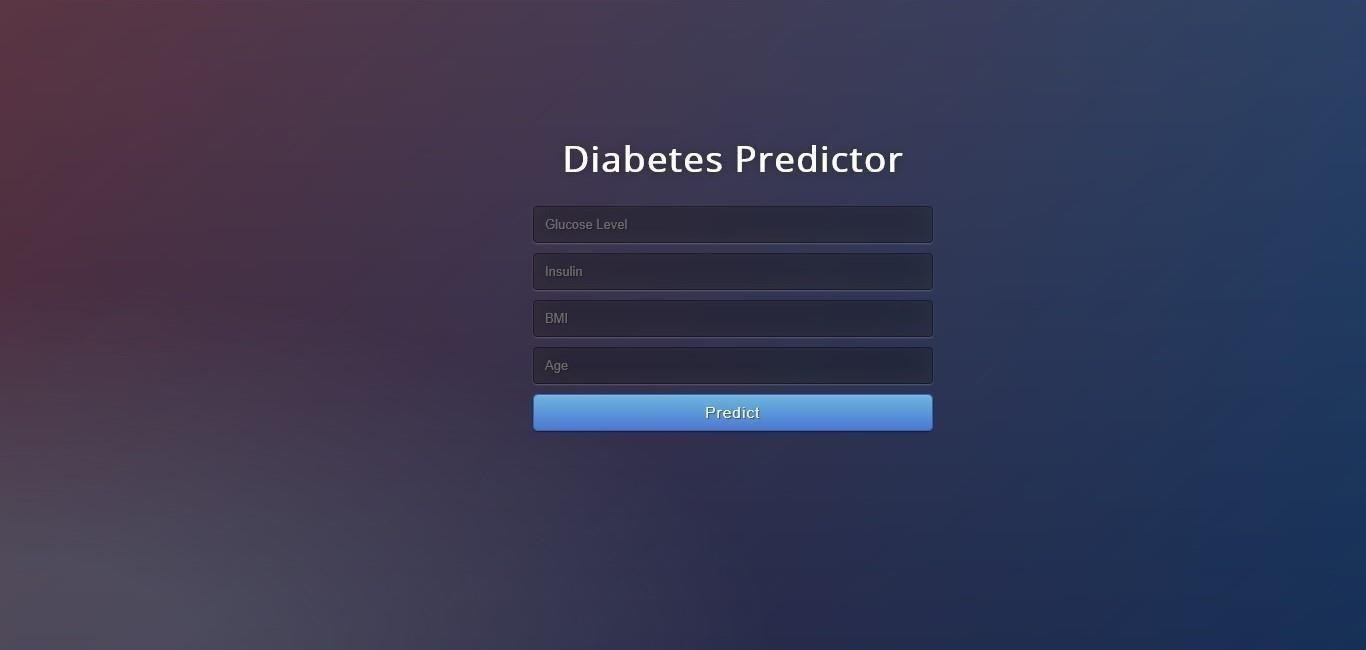 Diabetes Predictor
Glucose Level
Insulin
BMI
Age
Predict